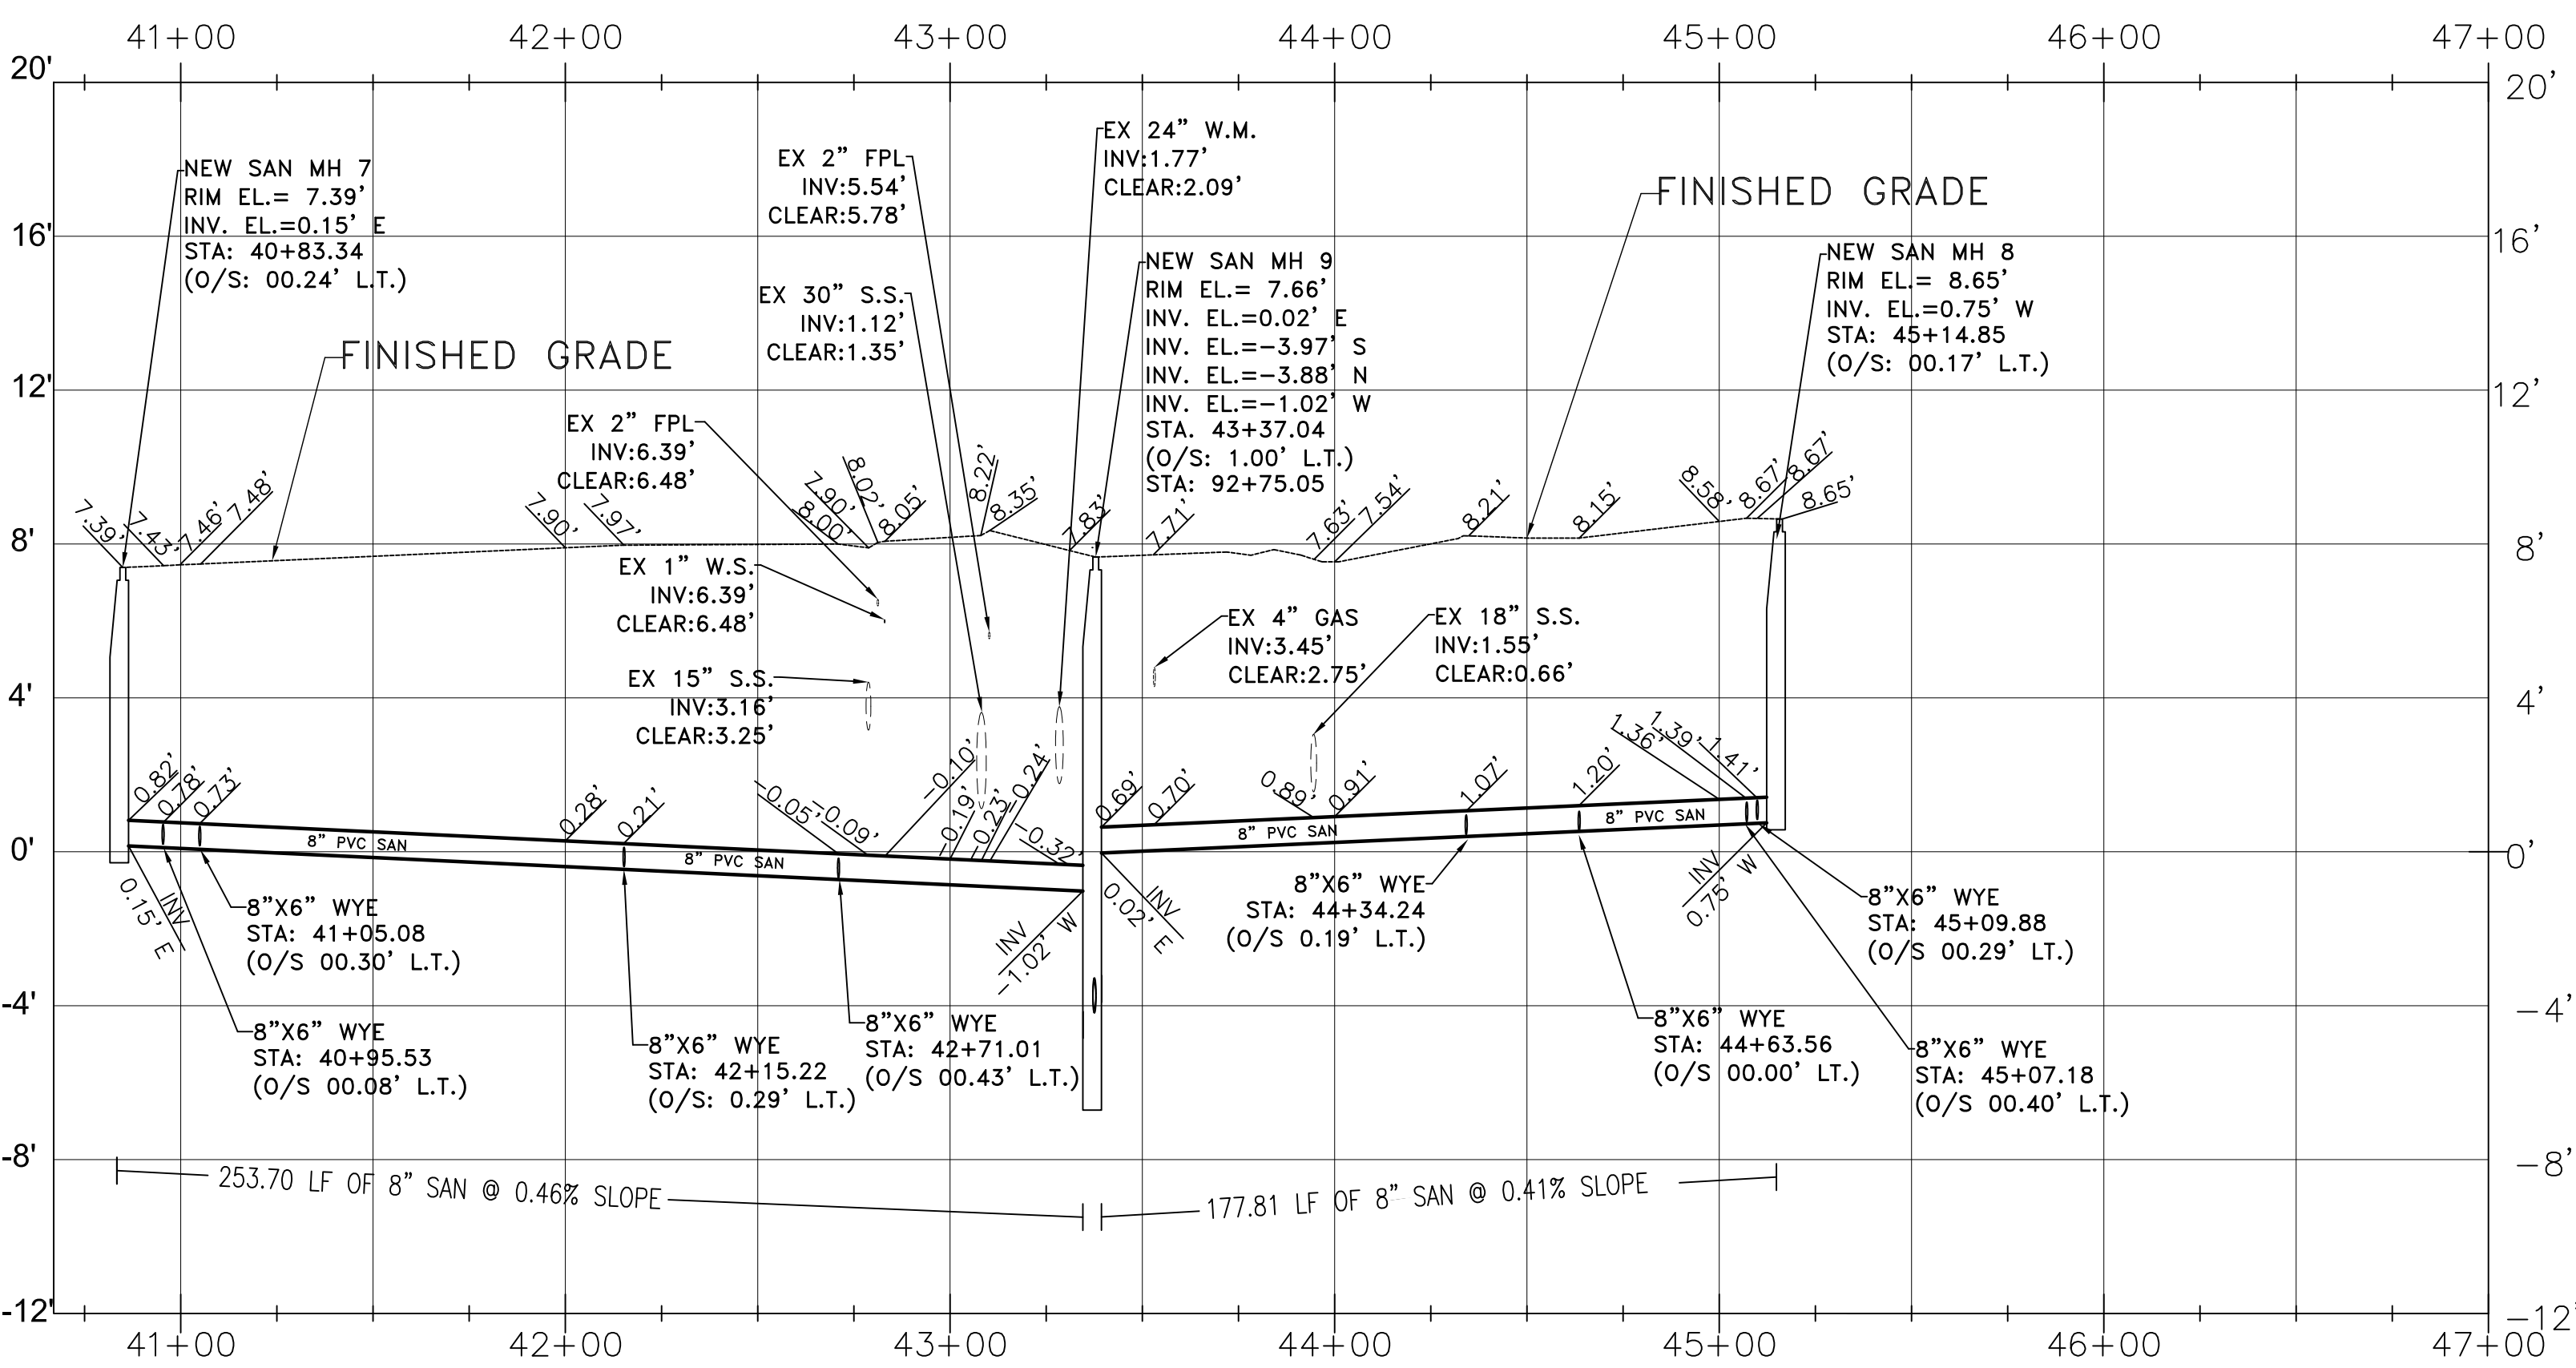 41+00 42+00 43+00 44+00 45+00 46+00 47+00
20'
16'
12'
8'
4'
0'
-4'
-8'
-12'
20'
16'
12'
8'
4'
0'
-4'
-8'
-12'
NEW SAN MH 7
RIM EL.= 7.39'
INV. EL.=0.15' E
STA: 40+83.34
(O/S: 00.24' L.T.)
FINISHED GRADE
EX 2" FPL
INV:5.54'
CLEAR:5.78'
EX 30" S.S.
INV:1.12'
CLEAR:1.35'
EX 2" FPL
INV:6.39'
CLEAR:6.48'
EX 1" W.S.
INV:6.39'
CLEAR:6.48'
EX 15" S.S.
INV:3.16'
CLEAR:3.25'
EX 24" W.M.
INV:1.77'
CLEAR:2.09'
NEW SAN MH 9
RIM EL.= 7.66'
INV. EL.=0.02' E
INV. EL.=-3.97' S
INV. EL.=-3.88' N
INV. EL.=-1.02' W
STA. 43+37.04
(O/S: 1.00' L.T.)
STA: 92+75.05
FINISHED GRADE
NEW SAN MH 8
RIM EL.= 8.65'
INV. EL.=0.75' W
STA: 45+14.85
(O/S: 00.17' L.T.)
EX 4" GAS
INV:3.45'
CLEAR:2.75'
EX 18" S.S.
INV:1.55'
CLEAR:0.66'
7.39'
7.43'
7.46'
7.48'
7.90'
7.97'
7.90'
8.00'
8.02'
8.05'
8.22'
8.35'
7.83'
7.71'
7.63'
7.54'
8.21'
8.15'
8.58'
8.67'
8.67'
8.65'
0.82'
0.78'
0.73'
0.28'
0.21'
-0.05'
-0.09'
-0.10'
-0.19'
-0.23'
-0.24'
-0.32'
0.69'
0.70'
0.89'
0.91'
1.07'
1.20'
1.36'
1.39'
1.41'
8" PVC SAN
8" PVC SAN
8" PVC SAN
8" PVC SAN
INV
0.15' E
INV
-1.02' W
INV
0.02' E
INV
0.75' W
8"X6" WYE
STA: 41+05.08
(O/S 00.30' L.T.)
8"X6" WYE
STA: 40+95.53
(O/S 00.08' L.T.)
8"X6" WYE
STA: 42+15.22
(O/S: 0.29' L.T.)
8"X6" WYE
STA: 42+71.01
(O/S 00.43' L.T.)
8"X6" WYE
STA: 44+34.24
(O/S 0.19' L.T.)
8"X6" WYE
STA: 44+63.56
(O/S 00.00' LT.)
8"X6" WYE
STA: 45+09.88
(O/S 00.29' LT.)
8"X6" WYE
STA: 45+07.18
(O/S 00.40' L.T.)
253.70 LF OF 8" SAN @ 0.46% SLOPE
177.81 LF OF 8" SAN @ 0.41% SLOPE
41+00 42+00 43+00 44+00 45+00 46+00 47+00